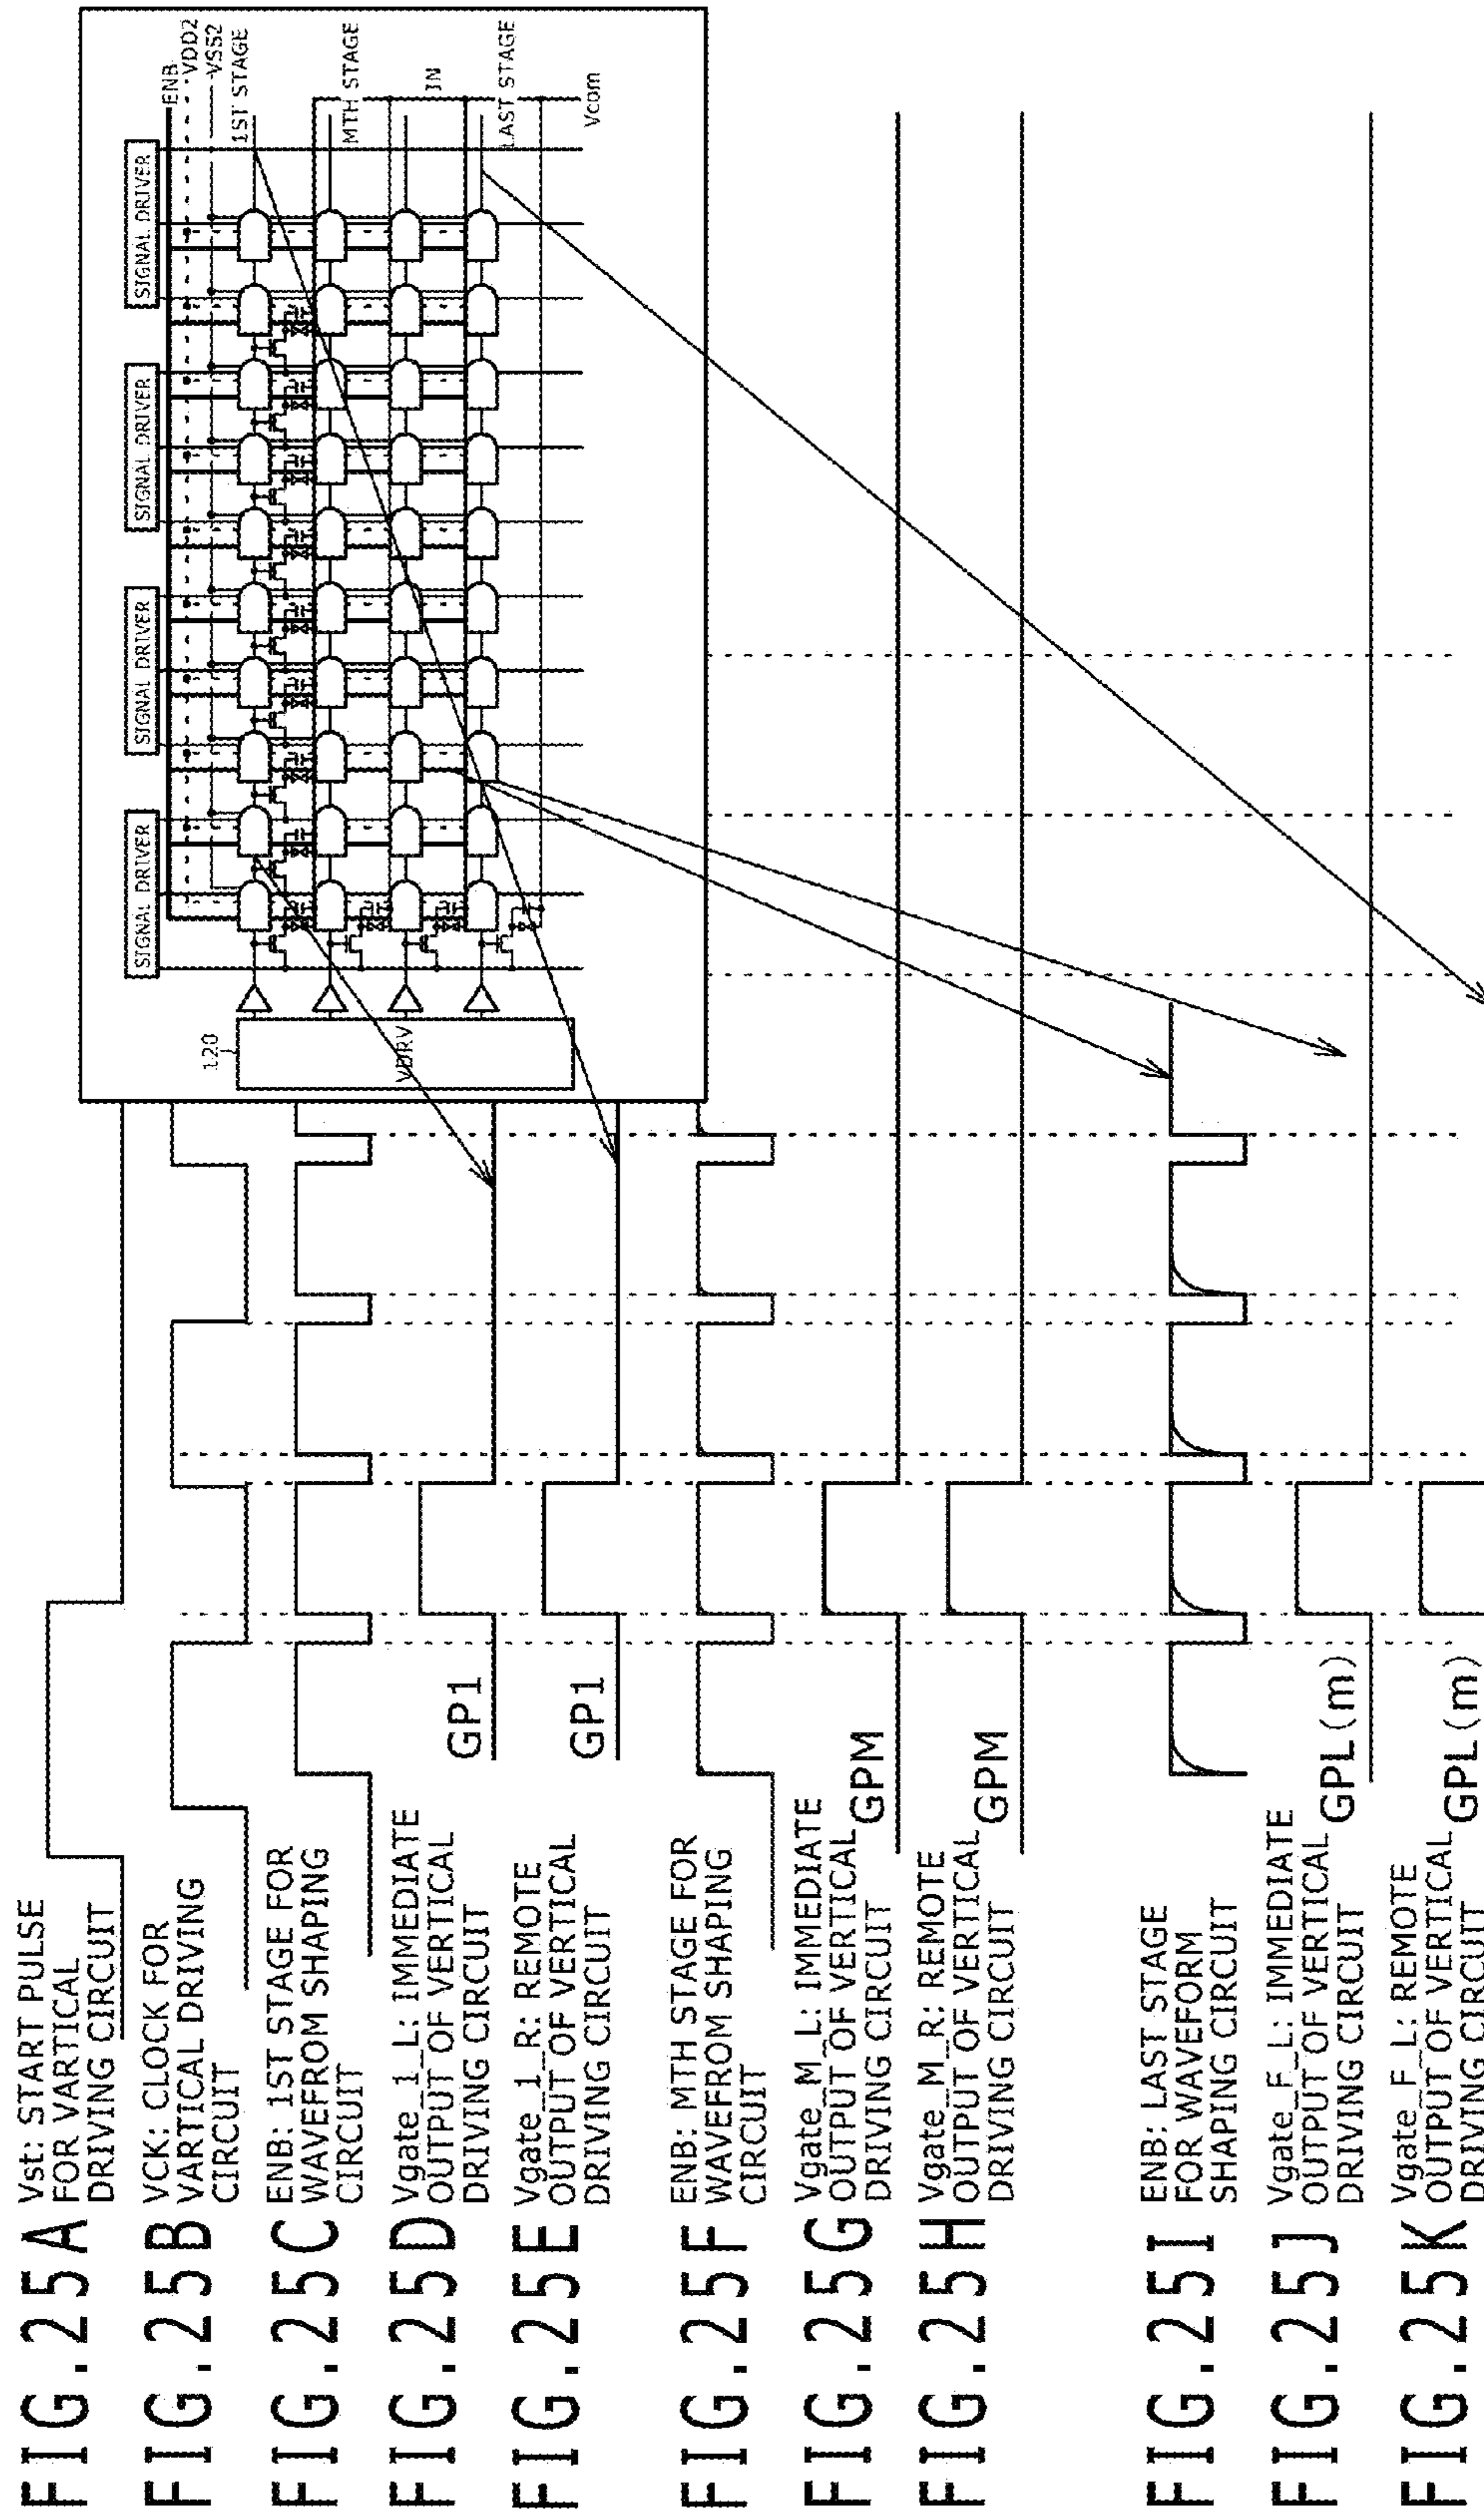 FIG.25A
Vst: START PULSE
FOR VARTICAL
DRIVING CIRCUIT
FIG.25B
VCK: CLOCK FOR
VARTICAL DRIVING
CIRCUIT
FIG.25C
ENB: 1ST STAGE FOR
WAVEFROM SHAPING
CIRCUIT
FIG.25D
Vgate_1_L: IMMEDIATE
OUTPUT OF VERTICAL
DRIVING CIRCUIT
GP1
FIG.25E
Vgate_1_R: REMOTE
OUTPUT OF VERTICAL
DRIVING CIRCUIT
GP1
FIG.25F
ENB: MTH STAGE FOR
WAVEFROM SHAPING
CIRCUIT
FIG.25G
Vgate_M_L: IMMEDIATE
OUTPUT OF VERTICAL
DRIVING CIRCUIT
GPM
FIG.25H
Vgate_M_R: REMOTE
OUTPUT OF VERTICAL
DRIVING CIRCUIT
GPM
FIG.25I
ENB: LAST STAGE
FOR WAVEFORM
SHAPING CIRCUIT
FIG.25J
Vgate_F_L: IMMEDIATE
OUTPUT OF VERTICAL
DRIVING CIRCUIT
GPL(m)
FIG.25K
Vgate_F_L: REMOTE
OUTPUT OF VERTICAL
DRIVING CIRCUIT
GPL(m)
SIGNAL DRIVER
SIGNAL DRIVER
SIGNAL DRIVER
SIGNAL DRIVER
ENB
VDD2
VSS2
1ST STAGE
MTH STAGE
IN
LAST STAGE
Vcom
120
VDRV